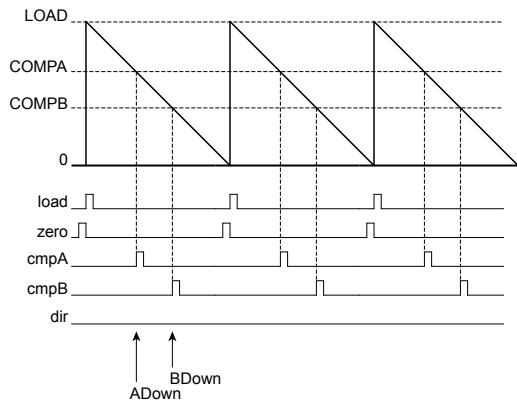 LOAD
COMPA
COMPB
0
load
zero
cmpA
cmpB
dir
BDown
ADown